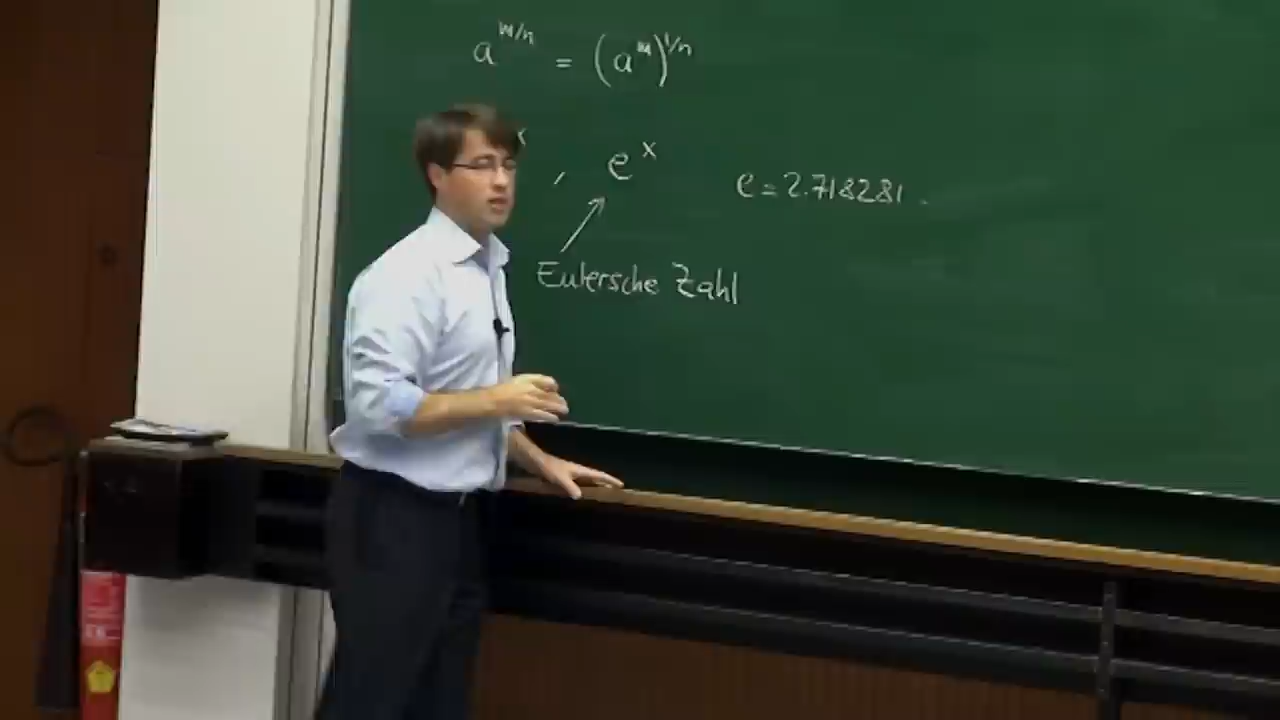 a^{m/n} = (a^m)^{1/n}
x , e^x e = 2.718281.
Eulersche Zahl